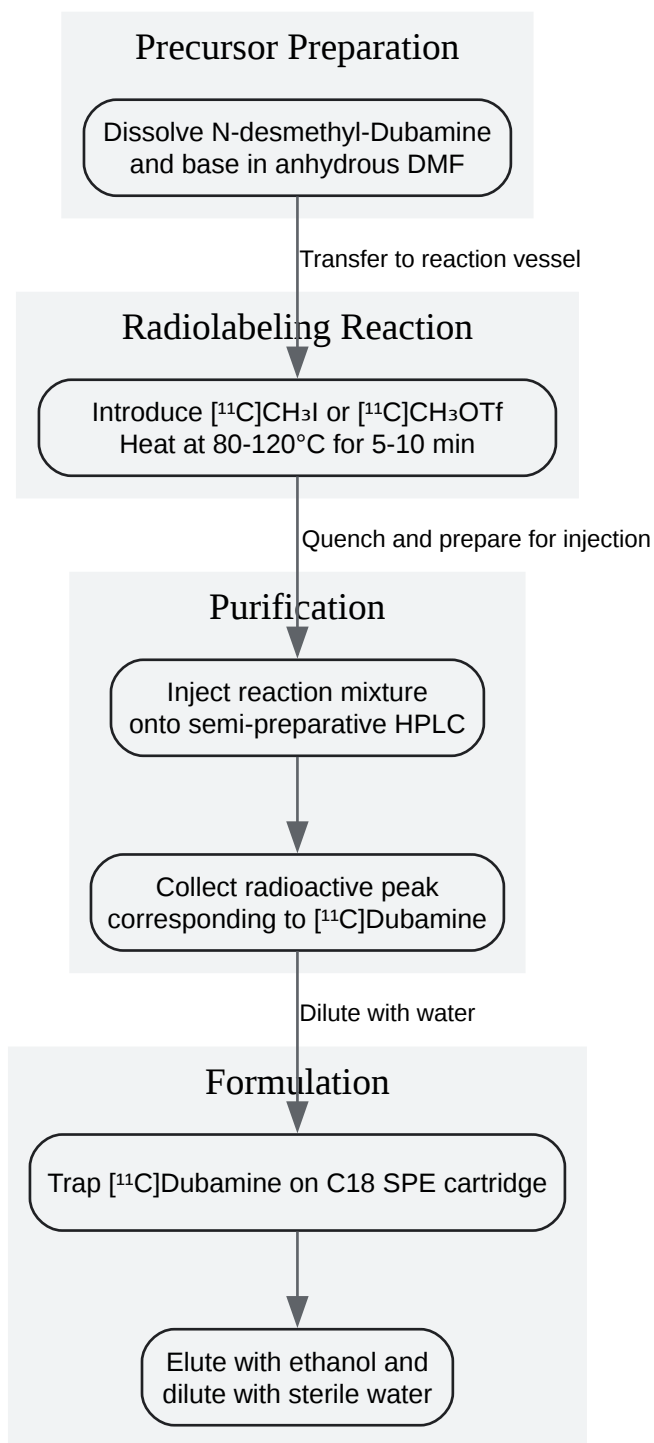 Precursor Preparation
Dissolve N-desmethyl-Dubamine
and base in anhydrous DMF
Transfer to reaction vessel
Radiolabeling Reaction
Introduce [¹¹C]CH₃I or [¹¹C]CH₃OTf
Heat at 80-120°C for 5-10 min
Quench and prepare for injection
Purification
Inject reaction mixture
onto semi-preparative HPLC
Collect radioactive peak
corresponding to [¹¹C]Dubamine
Dilute with water
Formulation
Trap [¹¹C]Dubamine on C18 SPE cartridge
Elute with ethanol and
dilute with sterile water